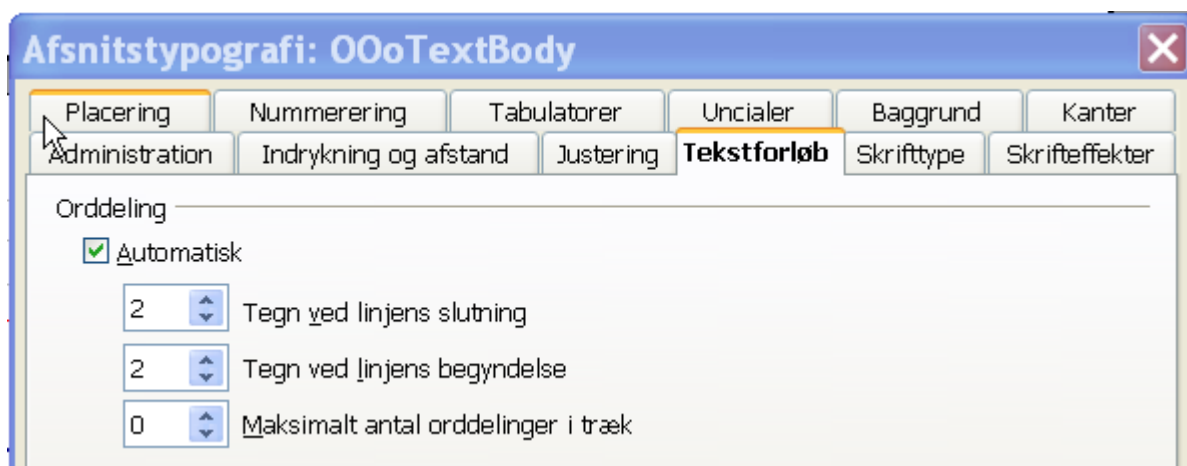 Afsnitstypografi: OOoTextBody
Placering Nummerering Tabulatorer Uncialer Baggrund Kanter
Administration Indrykning og afstand Justering Tekstforløb Skrifttype Skrifteffekter
Orddeling
Automatisk
2 Tegn ved linjens slutning
2 Tegn ved linjens begyndelse
0 Maksimalt antal orddelinger i træk